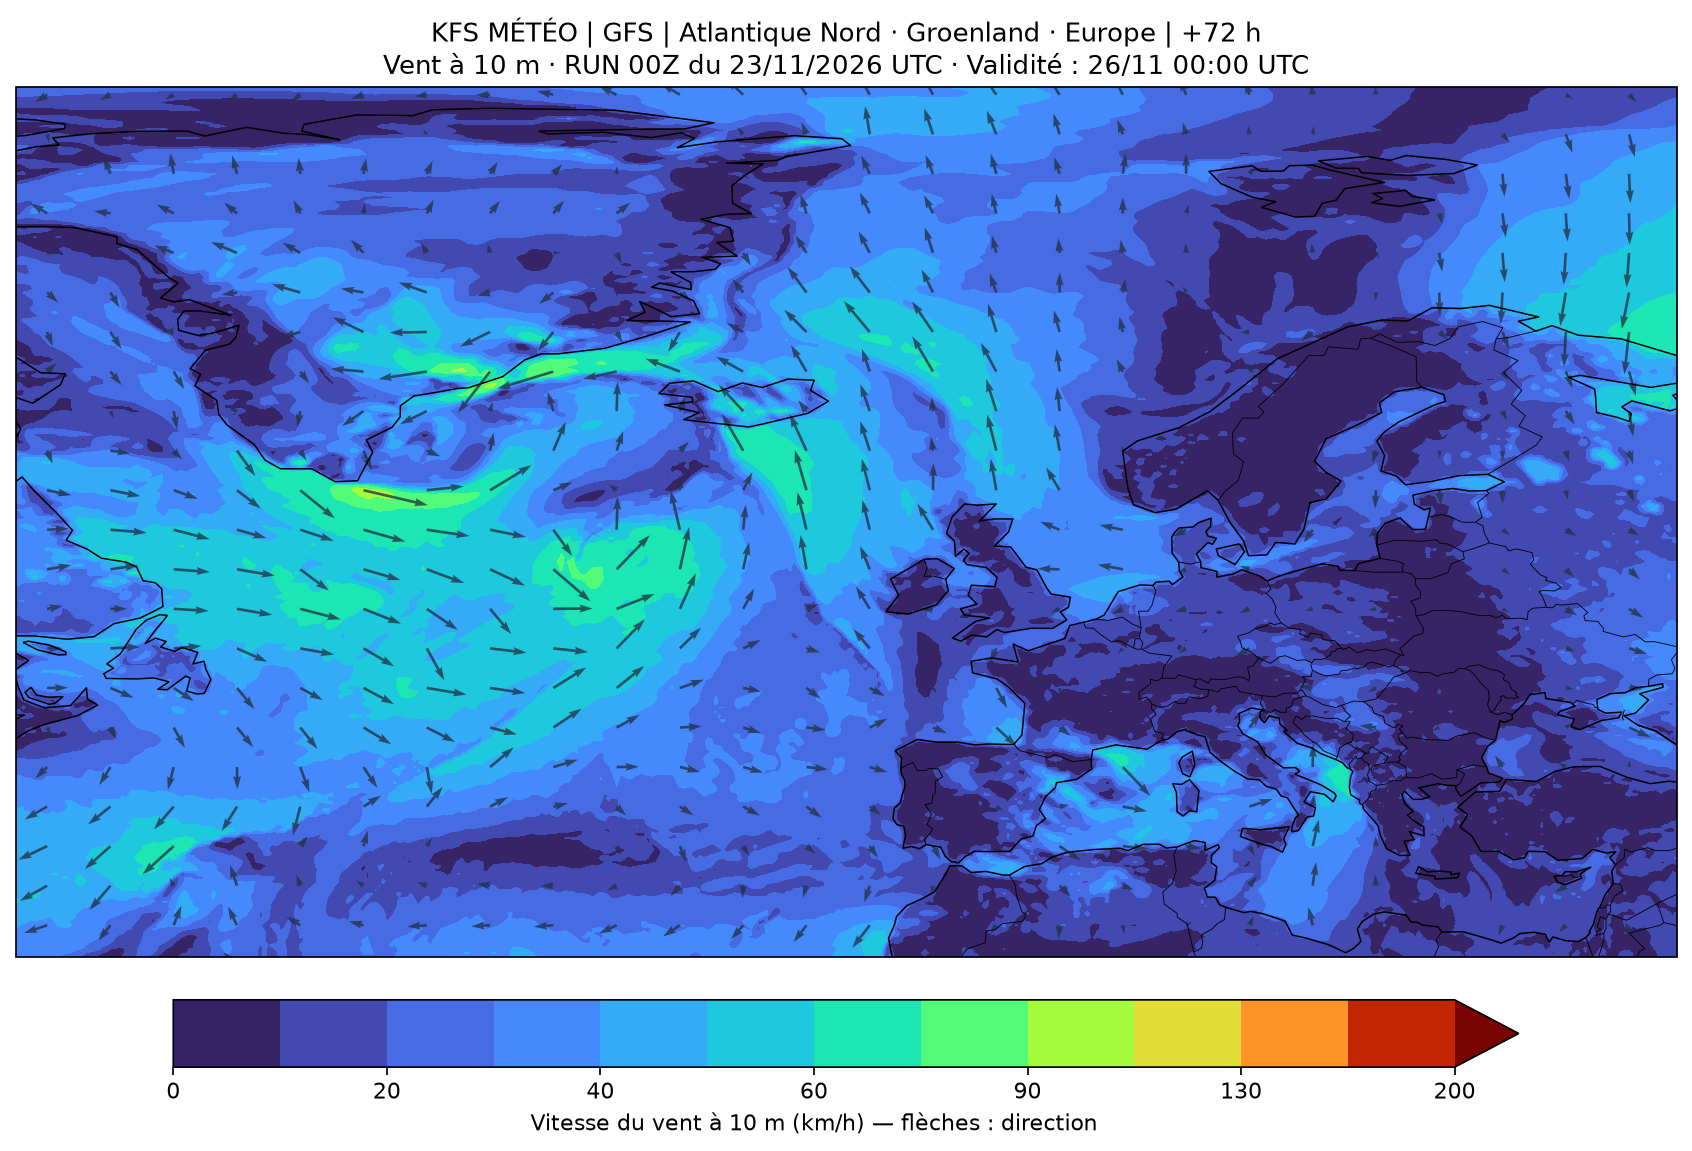 KFS MÉTÉO | GFS | Atlantique Nord · Groenland · Europe | +72 h
Vent à 10 m · RUN 00Z du 23/11/2026 UTC · Validité : 26/11 00:00 UTC
0 20 40 60 90 130 200
Vitesse du vent à 10 m (km/h) — flèches : direction